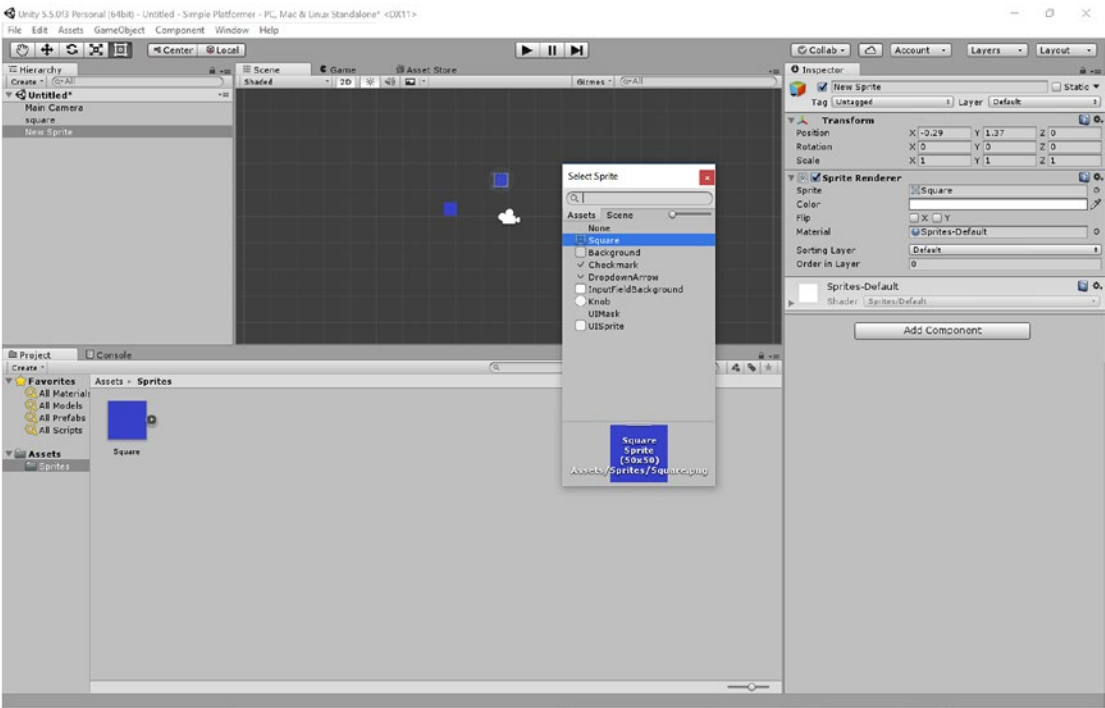 Unity 5.5.0f3 Personal (64bit) - Untitled - Simple Platformer - PC, Mac & Linux Standalone* <DX11>
File Edit Assets GameObject Component Window Help
Center Local
Collab Account Layers Layout
Hierarchy
Create All
Untitled*
Main Camera
square
New Sprite
Scene Game Asset Store
Shaded 2D Gizmos All
Select Sprite
Assets Scene
None
Square
Background
Checkmark
DropdownArrow
InputFieldBackground
Knob
UIMask
UISprite
Square
Sprite
(50x50)
Assets/Sprites/Square.png
Inspector
New Sprite Static
Tag Untagged Layer Default
Transform
Position X -0.29 Y 1.37 Z 0
Rotation X 0 Y 0 Z 0
Scale X 1 Y 1 Z 1
Sprite Renderer
Sprite Square
Color
Flip X Y
Material Sprites-Default
Sorting Layer Default
Order in Layer 0
Sprites-Default
Shader Sprites/Default
Add Component
Project Console
Create
Favorites
All Materials
All Models
All Prefabs
All Scripts
Assets
Sprites
Assets Sprites
Square